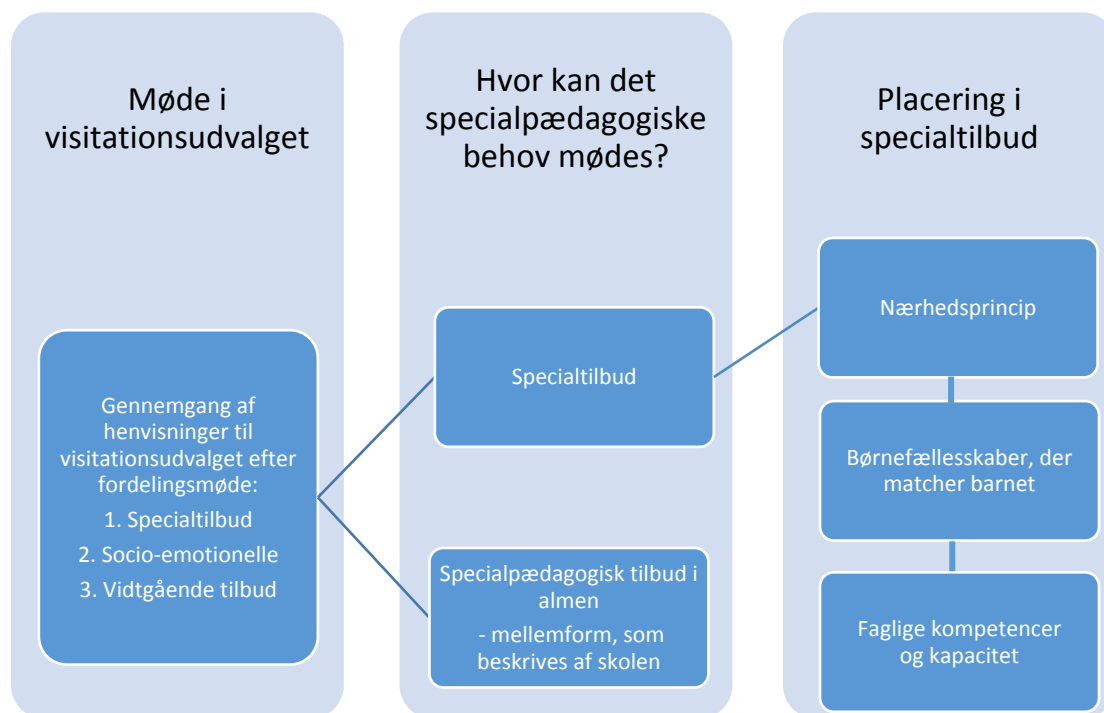 Møde i
visitationsudvalget
Gennemgang af
henvisninger til
visitationsudvalget efter
fordelingsmøde:
1. Specialtilbud
2. Socio-emotionelle
3. Vidtgående tilbud
Hvor kan det
specialpædagogiske
behov mødes?
Specialtilbud
Specialpædagogisk tilbud i
almen
- mellemform, som
beskrives af skolen
Placering i
specialtilbud
Nærhedsprincip
Børnefællesskaber, der
matcher barnet
Faglige kompetencer
og kapacitet